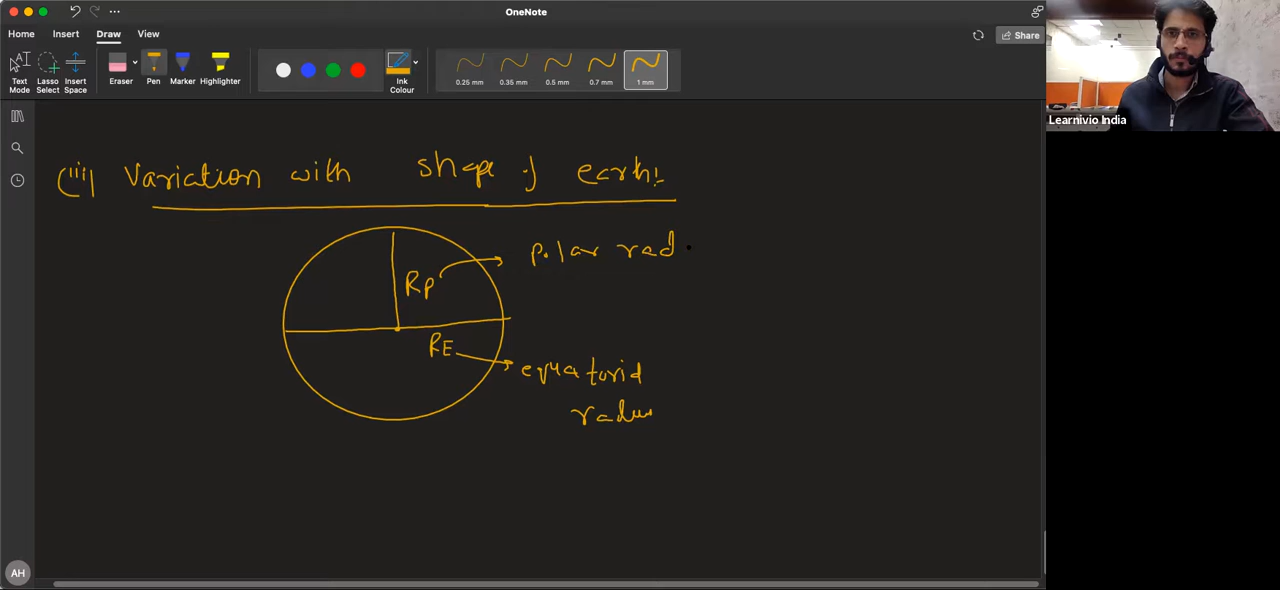 OneNote
Home Insert Draw View
Share
Text Mode
Lasso Select
Insert Space
Eraser
Pen
Marker
Highlighter
Ink Colour
0.25 mm
0.35 mm
0.5 mm
0.7 mm
1 mm
Learnivio India
(iii) Variation with shape of earth:
Rp
polar rad
RE
equatorial
radius
AH